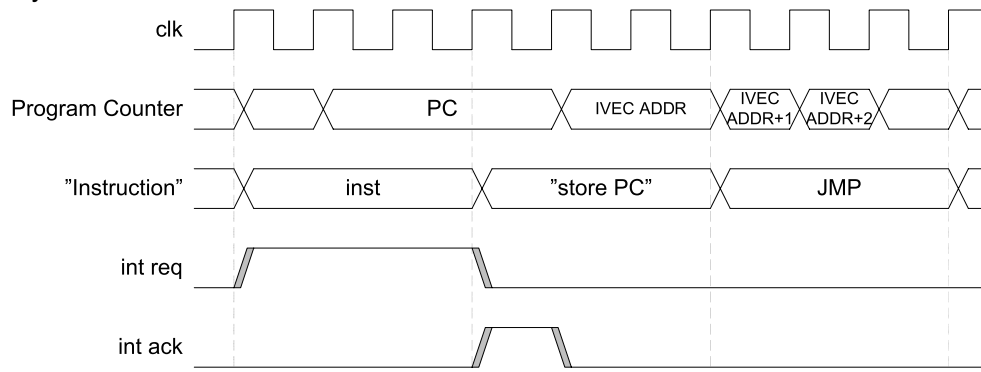 clk
Program Counter
PC
IVEC ADDR
IVEC
ADDR+1
IVEC
ADDR+2
”Instruction”
inst
”store PC”
JMP
int req
int ack